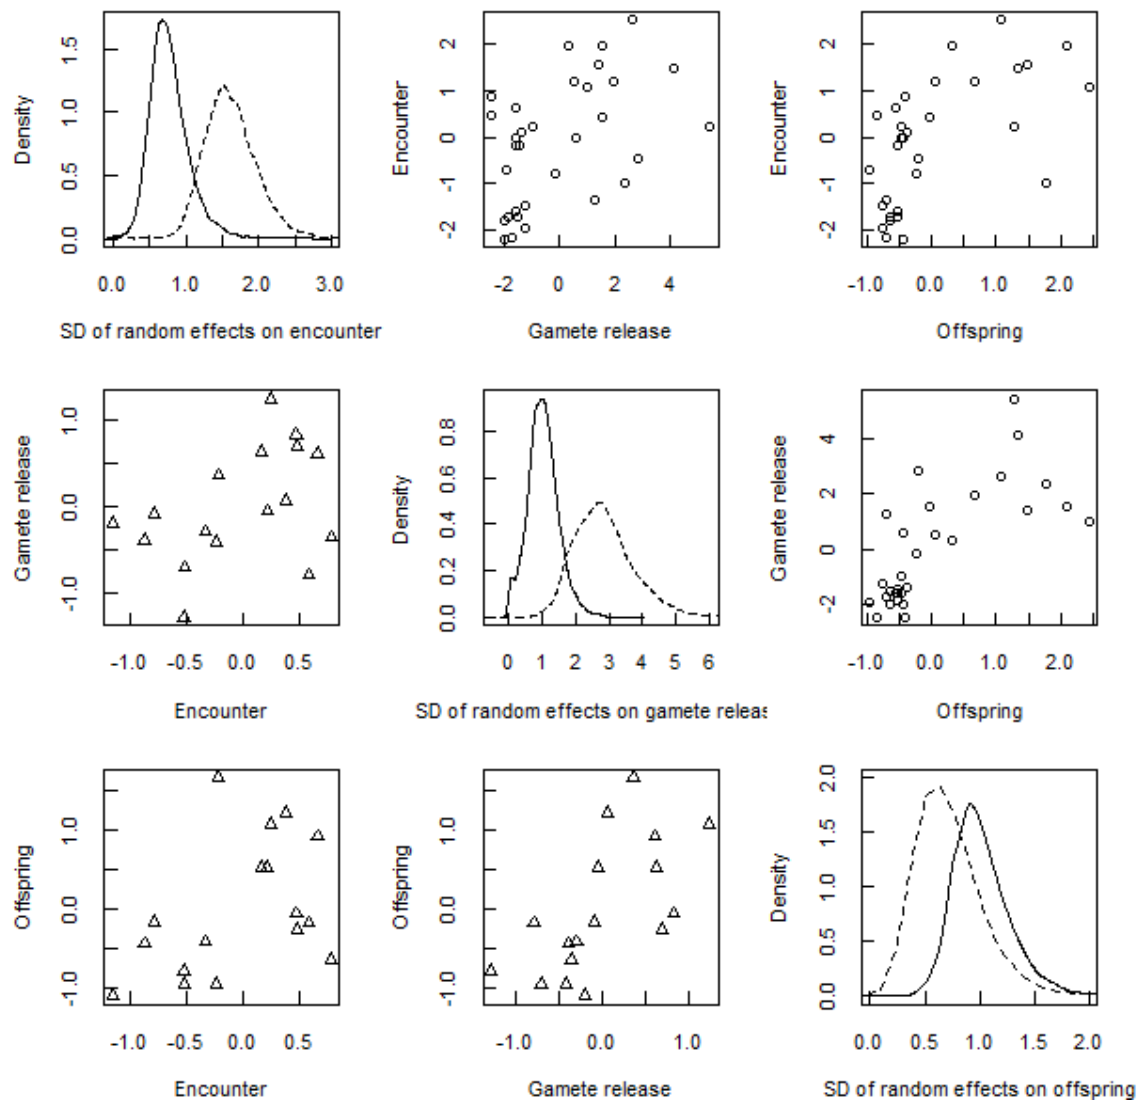 Density
0.0 0.5 1.0 1.5
0.0 1.0 2.0 3.0
SD of random effects on encounter
Encounter
-2 -1 0 1 2
-2 0 2 4
Gamete release
Encounter
-2 -1 0 1 2
-1.0 0.0 1.0 2.0
Offspring
Gamete release
-1.0 0.0 1.0
-1.0 -0.5 0.0 0.5
Encounter
Density
0.0 0.2 0.4 0.6 0.8
0 1 2 3 4 5 6
SD of random effects on gamete releas
Gamete release
-2 0 2 4
-1.0 0.0 1.0 2.0
Offspring
Offspring
-1.0 0.0 1.0
-1.0 -0.5 0.0 0.5
Encounter
Offspring
-1.0 0.0 1.0
-1.0 0.0 1.0
Gamete release
Density
0.0 0.5 1.0 1.5 2.0
0.0 0.5 1.0 1.5 2.0
SD of random effects on offspring